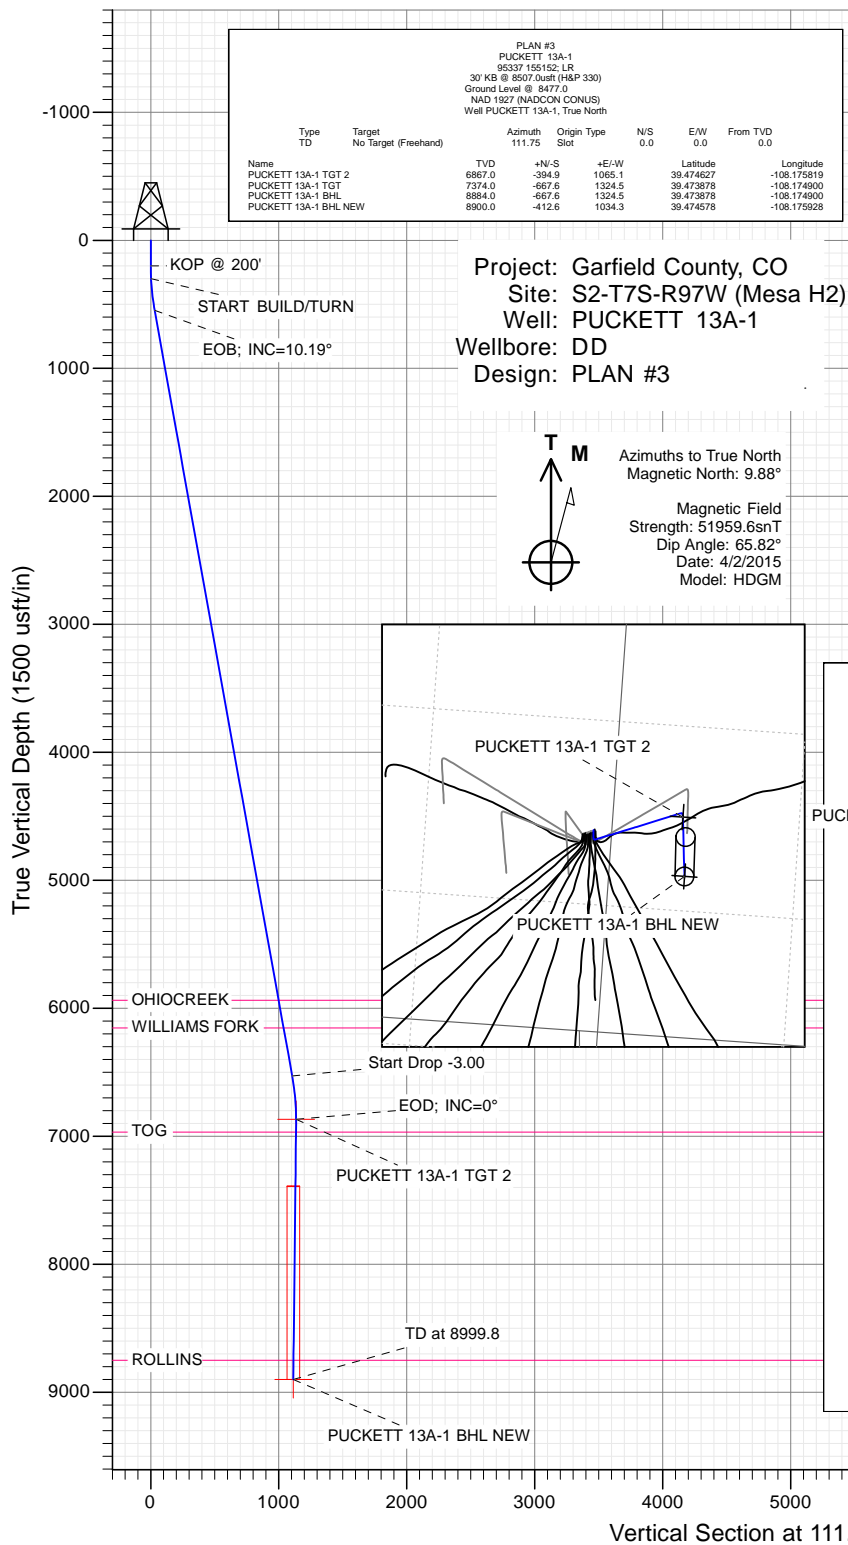 PLAN #3
PUCKETT 13A-1
95337 155152; LR
30' KB @ 8507.0usft (H&P 330)
Ground Level @ 8477.0
NAD 1927 (NADCON CONUS)
Well PUCKETT 13A-1, True North
Type Target Azimuth Origin Type N/S E/W From TVD
TD No Target (Freehand) 111.75 Slot 0.0 0.0 0.0
Name TVD +N/-S +E/-W Latitude Longitude
PUCKETT 13A-1 TGT 2 6867.0 -394.9 1065.1 39.474627 -108.175819
PUCKETT 13A-1 TGT 7374.0 -667.6 1324.5 39.473878 -108.174900
PUCKETT 13A-1 BHL 8884.0 -667.6 1324.5 39.473878 -108.174900
PUCKETT 13A-1 BHL NEW 8900.0 -412.6 1034.3 39.474578 -108.175928
Project: Garfield County, CO
Site: S2-T7S-R97W (Mesa H2)
Well: PUCKETT 13A-1
Wellbore: DD
Design: PLAN #3
T M
Azimuths to True North
Magnetic North: 9.88°
Magnetic Field
Strength: 51959.6snT
Dip Angle: 65.82°
Date: 4/2/2015
Model: HDGM
KOP @ 200'
START BUILD/TURN
EOB; INC=10.19°
PUCKETT 13A-1 TGT 2
PUCKETT 13A-1 BHL NEW
PUC
OHIOCREEK
WILLIAMS FORK
Start Drop -3.00
EOD; INC=0°
TOG
PUCKETT 13A-1 TGT 2
TD at 8999.8
ROLLINS
PUCKETT 13A-1 BHL NEW
True Vertical Depth (1500 usft/in)
-1000
0
1000
2000
3000
4000
5000
6000
7000
8000
9000
0 1000 2000 3000 4000 5000
Vertical Section at 111.